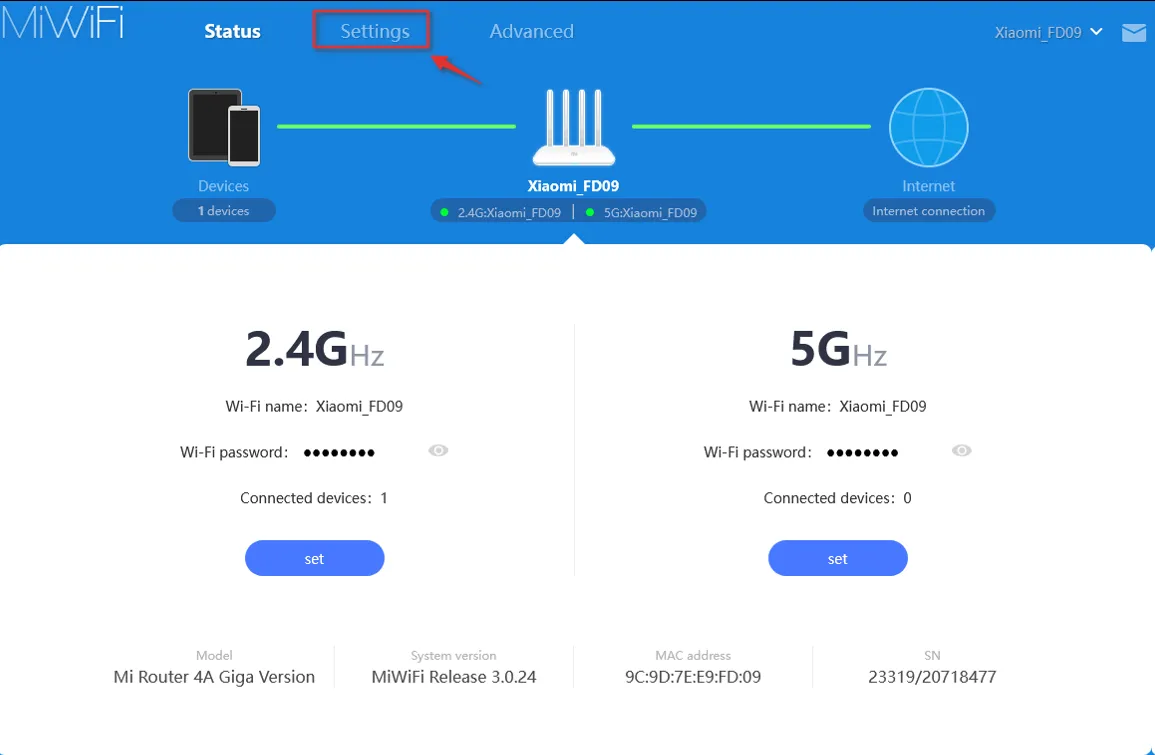 MiWiFi
Status Settings Advanced Xiaomi_FD09
Devices Xiaomi_FD09 Internet
1 devices 2.4G:Xiaomi_FD09 | 5G:Xiaomi_FD09 Internet connection
2.4GHz
Wi-Fi name: Xiaomi_FD09
Wi-Fi password: ••••••••
Connected devices: 1
set
5GHz
Wi-Fi name: Xiaomi_FD09
Wi-Fi password: ••••••••
Connected devices: 0
set
Model
Mi Router 4A Giga Version
System version
MiWiFi Release 3.0.24
MAC address
9C:9D:7E:E9:FD:09
SN
23319/20718477